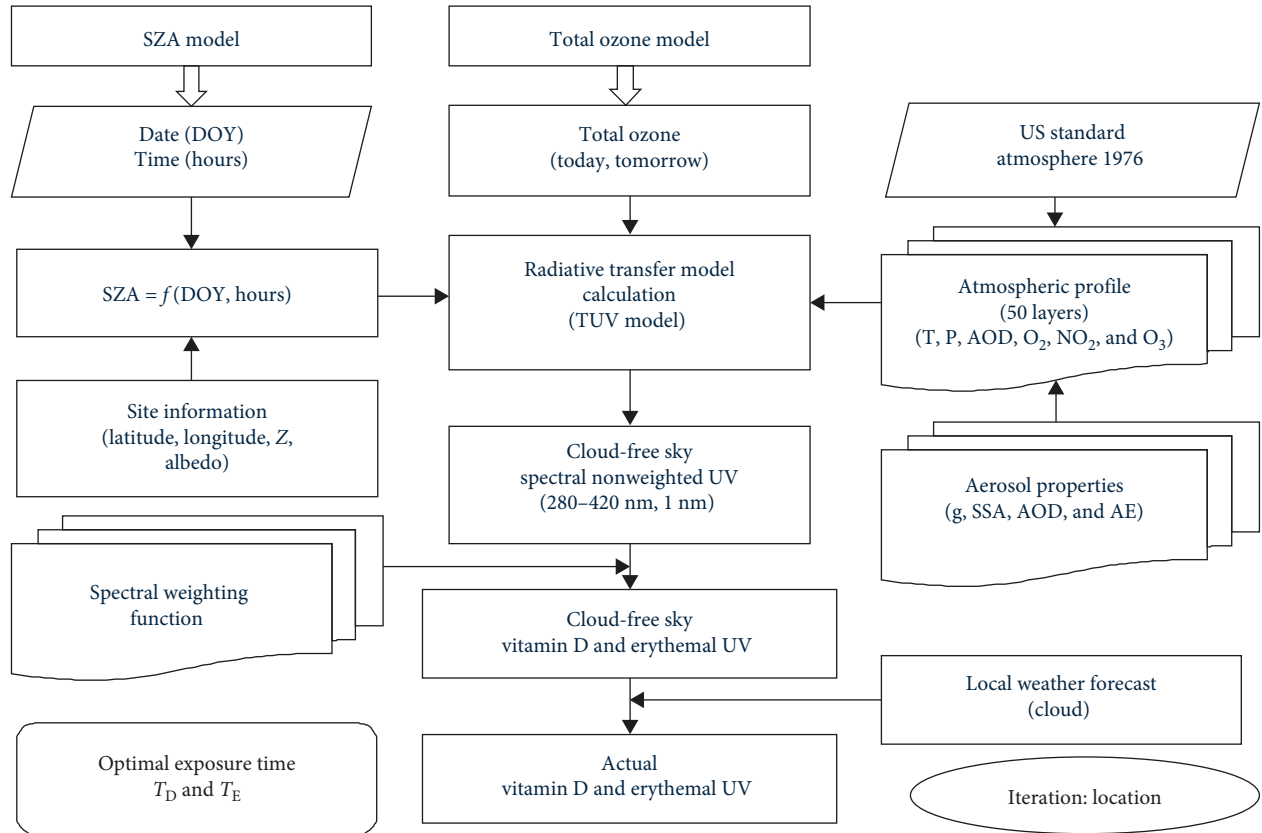 SZA model
Total ozone model
Date (DOY)
Time (hours)
Total ozone
(today, tomorrow)
US standard
atmosphere 1976
SZA = f (DOY, hours)
Radiative transfer model
calculation
(TUV model)
Atmospheric profile
(50 layers)
(T, P, AOD, O₂, NO₂, and O₃)
Site information
(latitude, longitude, Z,
albedo)
Cloud-free sky
spectral nonweighted UV
(280–420 nm, 1 nm)
Aerosol properties
(g, SSA, AOD, and AE)
Spectral weighting
function
Cloud-free sky
vitamin D and erythemal UV
Local weather forecast
(cloud)
Optimal exposure time
T_D and T_E
Actual
vitamin D and erythemal UV
Iteration: location